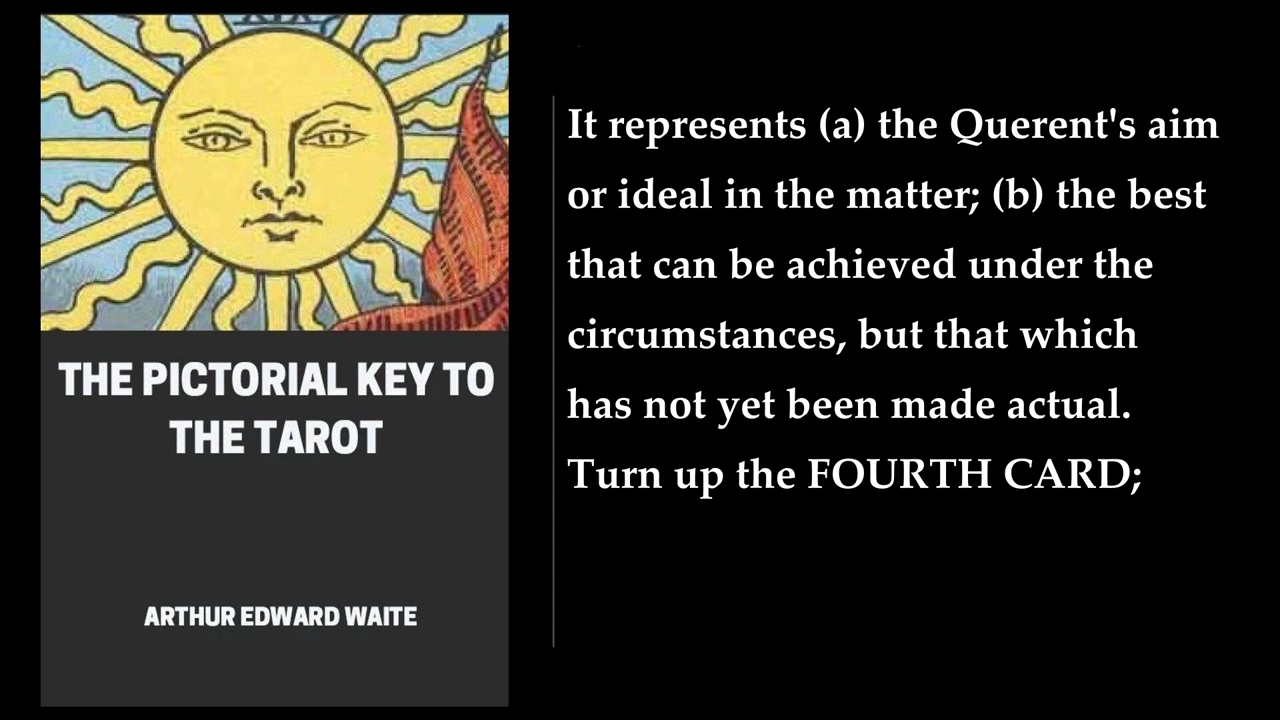 XIX
THE PICTORIAL KEY TO
THE TAROT
ARTHUR EDWARD WAITE
It represents (a) the Querent's aim
or ideal in the matter; (b) the best
that can be achieved under the
circumstances, but that which
has not yet been made actual.
Turn up the FOURTH CARD;